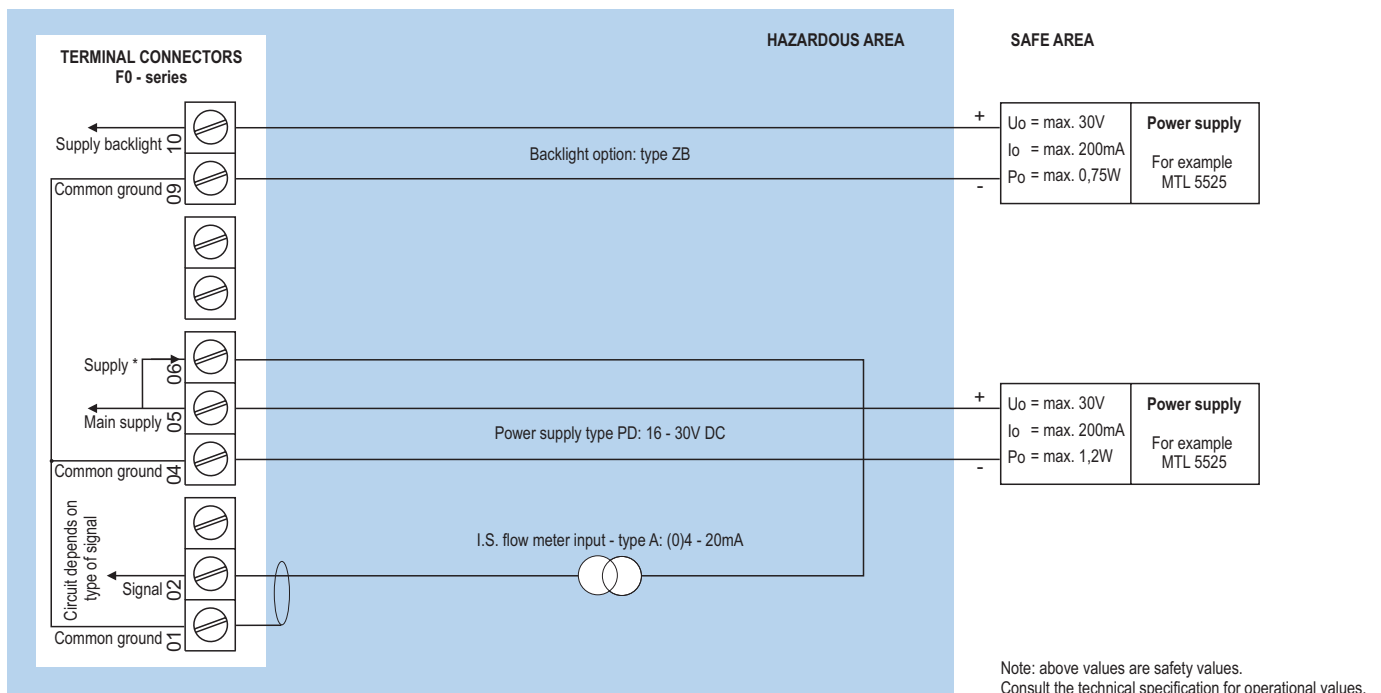 HAZARDOUS AREA
SAFE AREA
TERMINAL CONNECTORS
F0 - series
Supply backlight
10
Common ground
09
Backlight option: type ZB
+
-
Uo = max. 30V
Io = max. 200mA
Po = max. 0,75W
Power supply
For example
MTL 5525
Supply *
06
Main supply
05
Common ground
04
Power supply type PD: 16 - 30V DC
+
-
Uo = max. 30V
Io = max. 200mA
Po = max. 1,2W
Power supply
For example
MTL 5525
Circuit depends on
type of signal
Signal
02
Common ground
01
I.S. flow meter input - type A: (0)4 - 20mA
Note: above values are safety values.
Consult the technical specification for operational values.